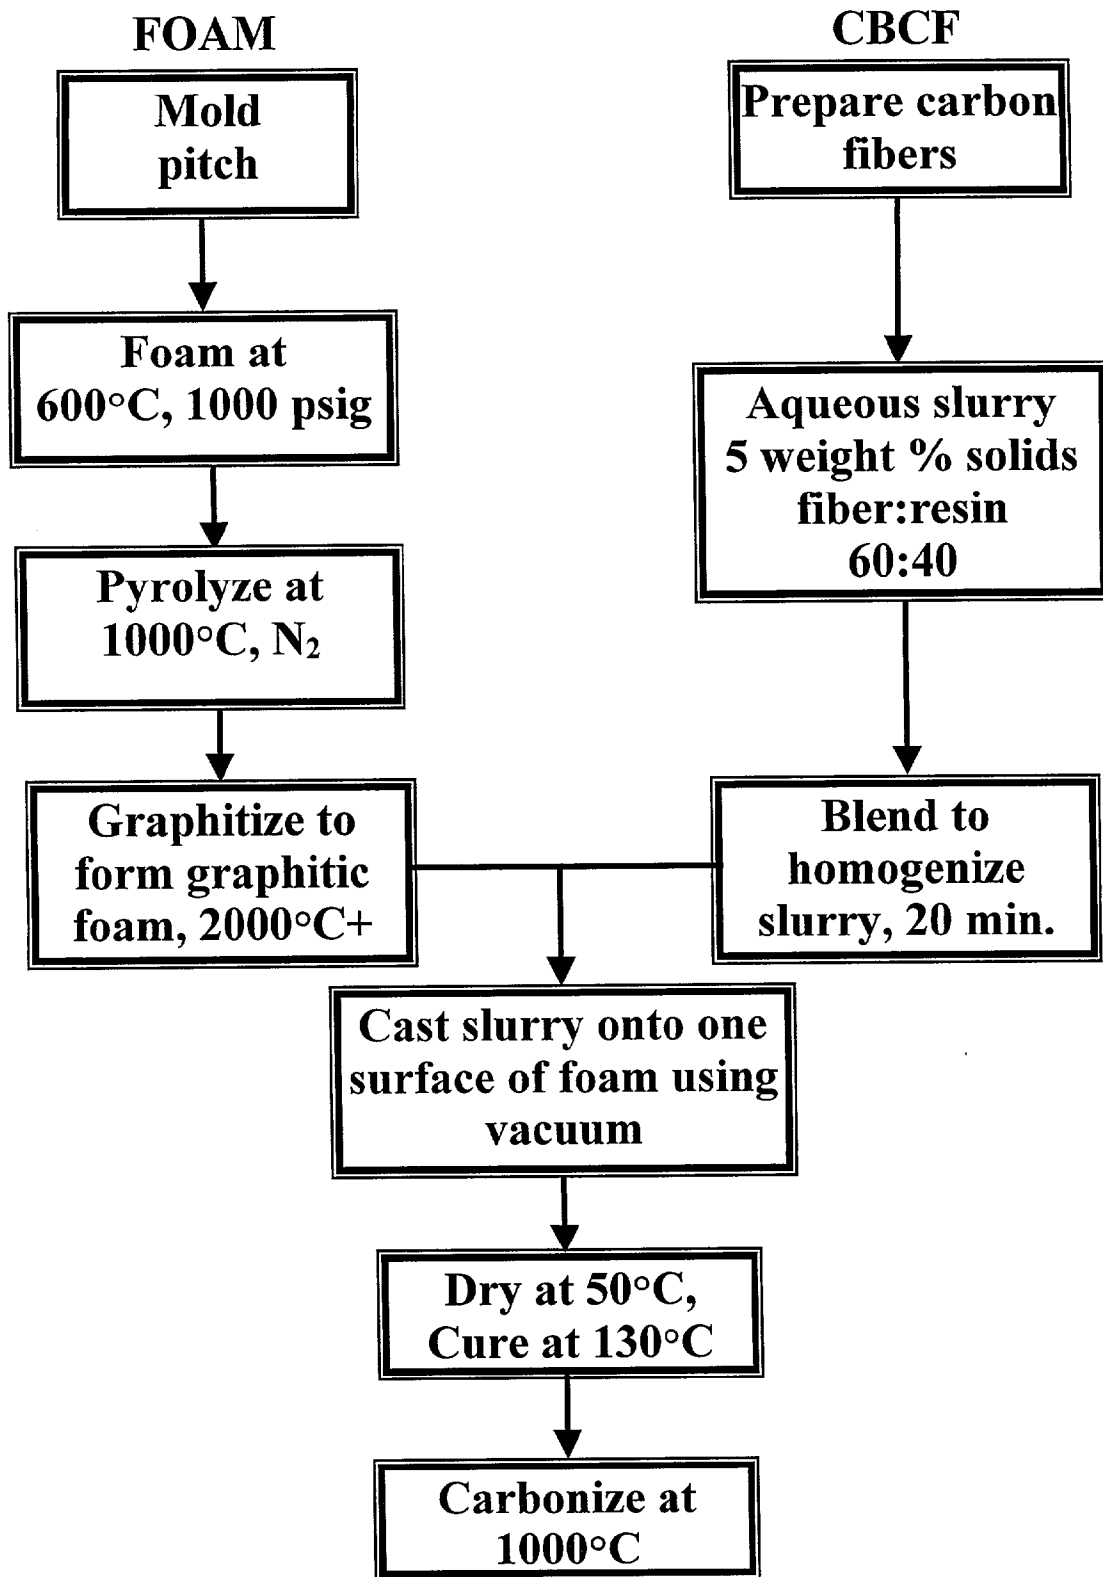 FOAM
Mold
pitch
Foam at
600°C, 1000 psig
Pyrolyze at
1000°C, N₂
Graphitize to
form graphitic
foam, 2000°C+
CBCF
Prepare carbon
fibers
Aqueous slurry
5 weight % solids
fiber:resin
60:40
Blend to
homogenize
slurry, 20 min.
Cast slurry onto one
surface of foam using
vacuum
Dry at 50°C,
Cure at 130°C
Carbonize at
1000°C